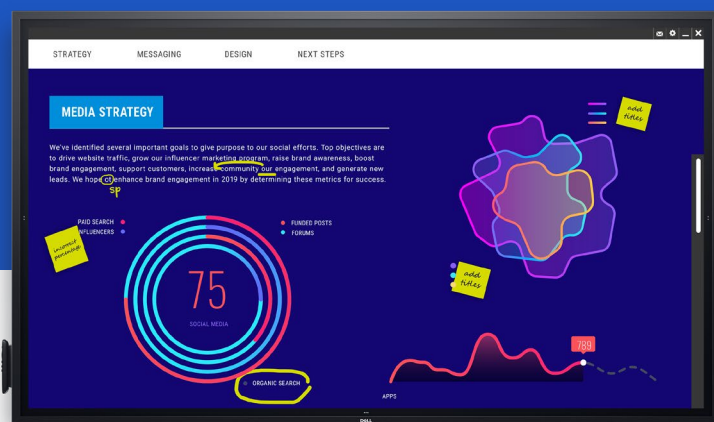 STRATEGY MESSAGING DESIGN NEXT STEPS
MEDIA STRATEGY
We've identified several important goals to give purpose to our social efforts. Top objectives are
to drive website traffic, grow our influencer marketing program, raise brand awareness, boost
brand engagement, support customers, increase community our engagement, and generate new
leads. We hope ot enhance brand engagement in 2019 by determining these metrics for success.
sp
PAID SEARCH
NFLUENCERS
incorrect
percentage
FUNDED POSTS
FORUMS
75
SOCIAL MEDIA
ORGANIC SEARCH
add
titles
add
titles
789
APPS
DELL